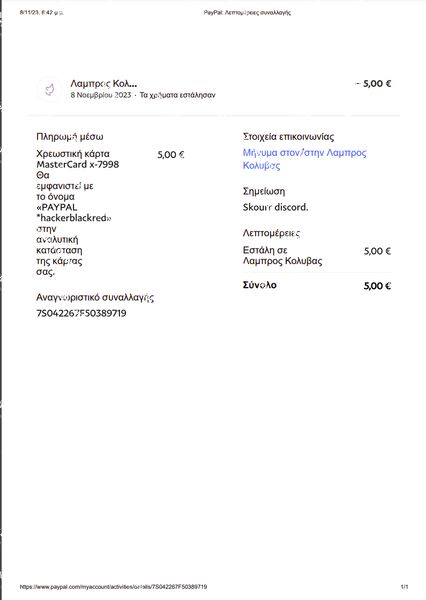 8/11/23, 6:42 μ.μ.
PayPal: Λεπτομέρειες συναλλαγής
Λαμπρος Κολ...
- 5,00 €
8 Νοεμβρίου 2023 · Τα χρήματα εστάλησαν
Πληρωμή μέσω
Χρεωστική κάρτα
MasterCard x-7998
5,00 €
Θα
εμφανιστεί με
το όνομα
«PAYPAL
*hackerblackred»
στην
αναλυτική
κατάσταση
της κάρτας
σας.
Αναγνωριστικό συναλλαγής
7S042267F50389719
Στοιχεία επικοινωνίας
Μήνυμα στον/στην Λαμπρος
Κολυβας
Σημείωση
Skourr discord.
Λεπτομέρειες
Εστάλη σε
Λαμπρος Κολυβας
5,00 €
Σύνολο
5,00 €
https://www.paypal.com/myaccount/activities/details/7S042267F50389719
1/1